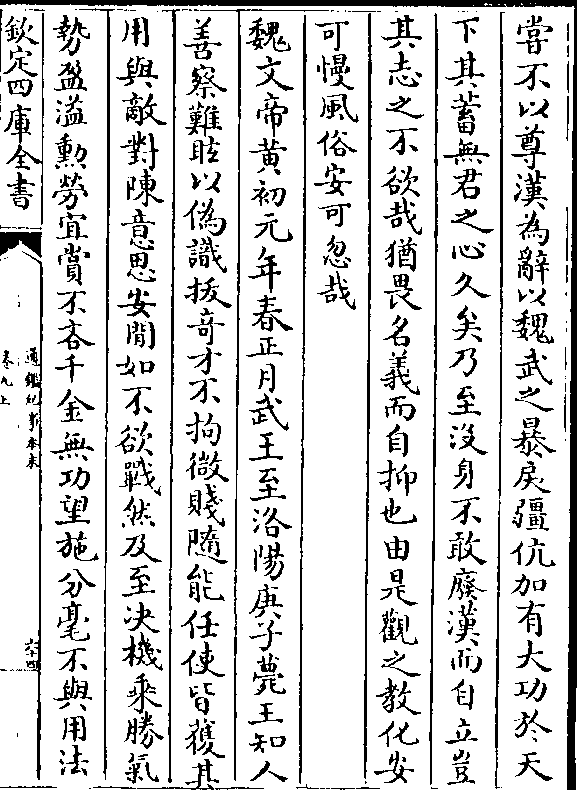 嘗不以尊漢為辭以魏武之暴戾彊伉加有大功於天
下其蓄無君之心久矣乃至沒身不敢廢漢而自立豈
其志之不欲哉猶畏名義而自抑也由是觀之教化安
可慢風俗安可忽哉
魏文帝黃初元年春正月武王至洛陽庚子薨王知人
善察難眩以偽識拔奇才不拘微賤隨能任使皆獲其
用與敵對陳意思安閒如不欲戰然及至决機乘勝氣
勢盈溢勳勞宜賞不吝千金無功望施分毫不與用法
欽定四庫全書
通鑑紀事本末
卷九上
六十四